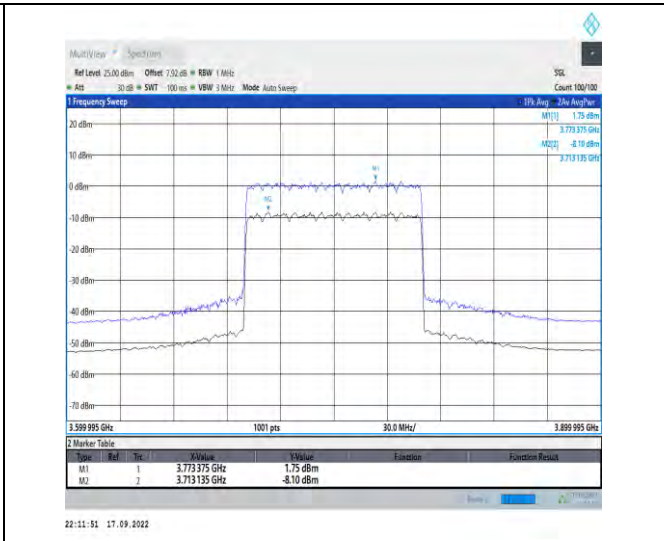 MultiView Spectrum
Ref Level 25.00 dBm Offset 7.92 dB RBW 1 MHz SGL
Att 30 dB SWT 100 ms VBW 3 MHz Mode Auto Sweep Count 100/100
1 Frequency Sweep 1Pk Avg 2Av AvgPwr
M1[1] 1.75 dBm
3.773 375 GHz
M2[2] -8.10 dBm
3.713 135 GHz
20 dBm
10 dBm
0 dBm
M1
M2
-10 dBm
-20 dBm
-30 dBm
-40 dBm
-50 dBm
-60 dBm
-70 dBm
3.599 995 GHz 1001 pts 30.0 MHz/ 3.899 995 GHz
2 Marker Table
Type Ref Trc X-Value Y-Value Function Function Result
M1 1 3.773 375 GHz 1.75 dBm
M2 2 3.713 135 GHz -8.10 dBm
22:11:51 17.09.2022